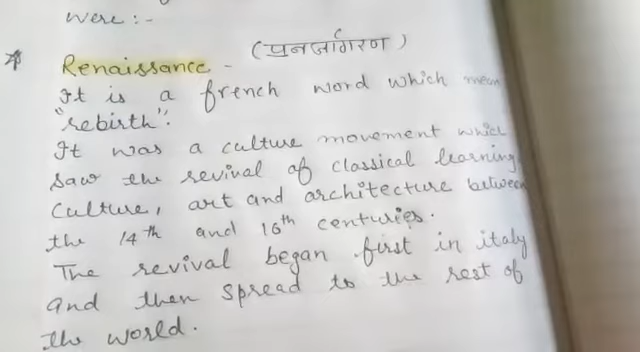 were :-
* Renaissance - (पुनर्जागरण)
It is a french word which mean
"rebirth".
It was a culture movement which
saw the revival of classical learning,
Culture, art and architecture between
the 14th and 16th centuries.
The revival began first in italy
and then spread to the rest of
the world.